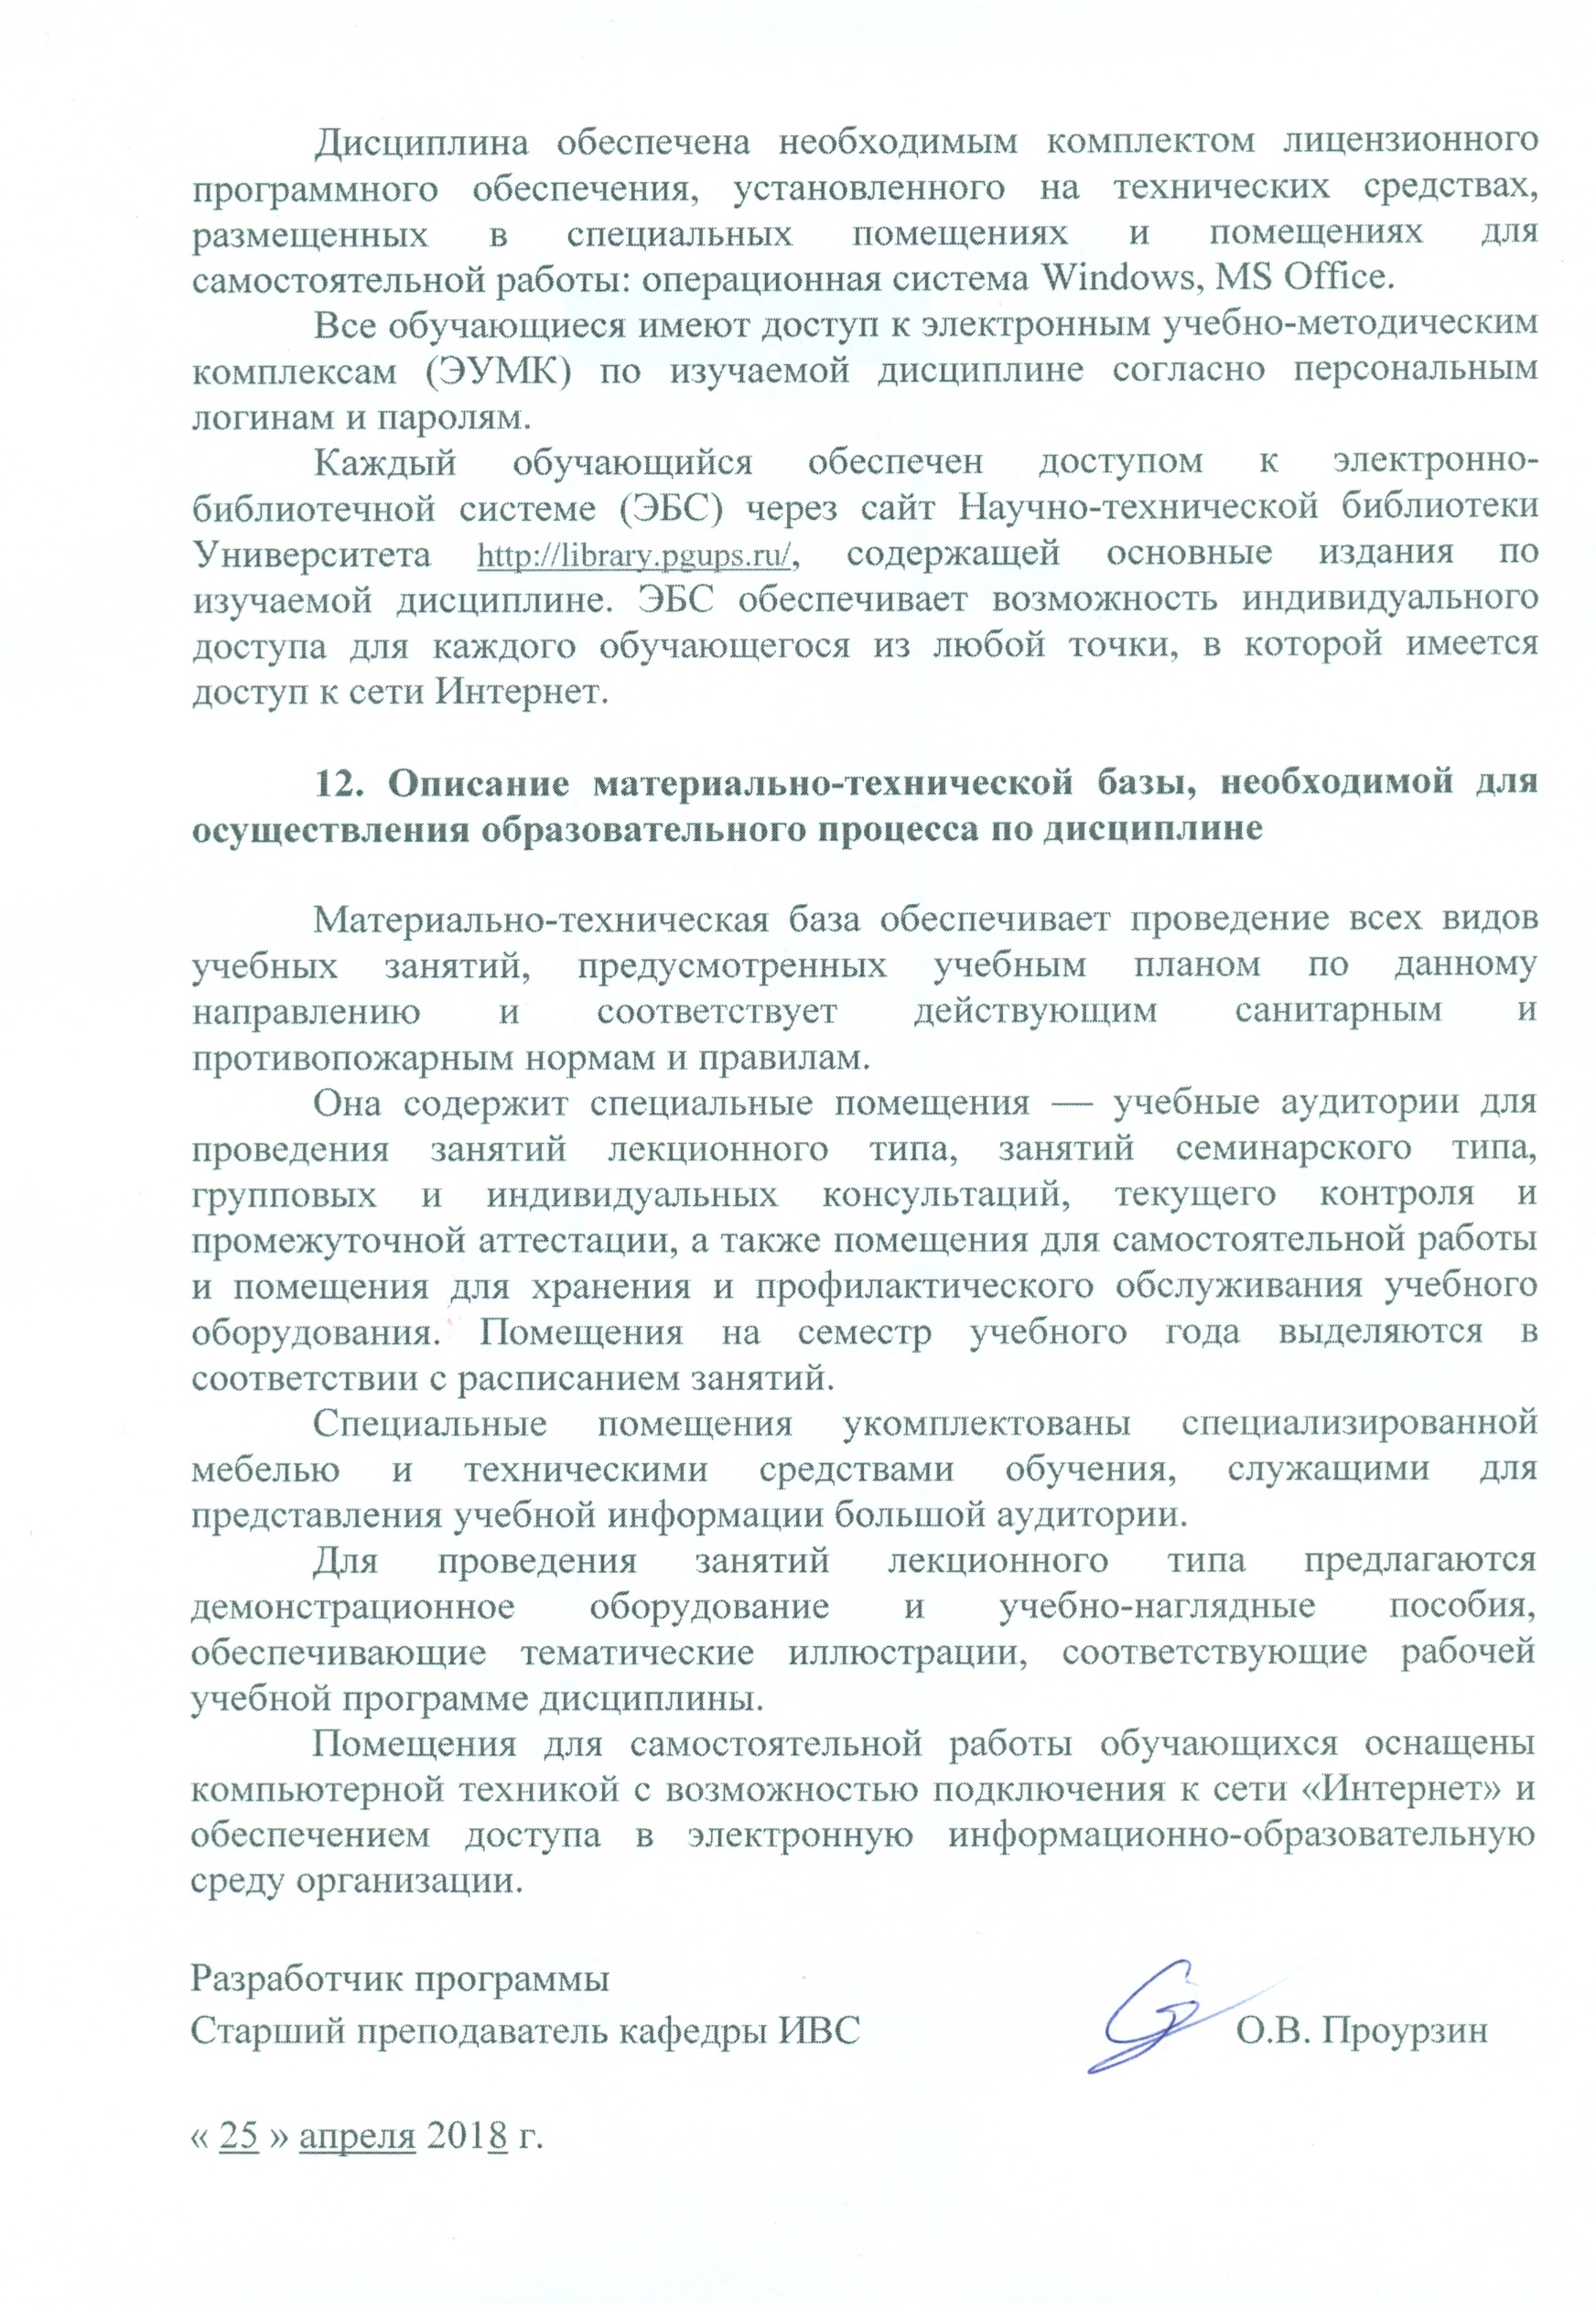 Дисциплина обеспечена необходимым комплектом лицензионного
программного обеспечения, установленного на технических средствах,
размещенных в специальных помещениях и помещениях для
самостоятельной работы: операционная система Windows, MS Office.
Все обучающиеся имеют доступ к электронным учебно-методическим
комплексам (ЭУМК) по изучаемой дисциплине согласно персональным
логинам и паролям.
Каждый обучающийся обеспечен доступом к электронно-
библиотечной системе (ЭБС) через сайт Научно-технической библиотеки
Университета http://library.pgups.ru/, содержащей основные издания по
изучаемой дисциплине. ЭБС обеспечивает возможность индивидуального
доступа для каждого обучающегося из любой точки, в которой имеется
доступ к сети Интернет.
12. Описание материально-технической базы, необходимой для
осуществления образовательного процесса по дисциплине
Материально-техническая база обеспечивает проведение всех видов
учебных занятий, предусмотренных учебным планом по данному
направлению и соответствует действующим санитарным и
противопожарным нормам и правилам.
Она содержит специальные помещения — учебные аудитории для
проведения занятий лекционного типа, занятий семинарского типа,
групповых и индивидуальных консультаций, текущего контроля и
промежуточной аттестации, а также помещения для самостоятельной работы
и помещения для хранения и профилактического обслуживания учебного
оборудования. Помещения на семестр учебного года выделяются в
соответствии с расписанием занятий.
Специальные помещения укомплектованы специализированной
мебелью и техническими средствами обучения, служащими для
представления учебной информации большой аудитории.
Для проведения занятий лекционного типа предлагаются
демонстрационное оборудование и учебно-наглядные пособия,
обеспечивающие тематические иллюстрации, соответствующие рабочей
учебной программе дисциплины.
Помещения для самостоятельной работы обучающихся оснащены
компьютерной техникой с возможностью подключения к сети «Интернет» и
обеспечением доступа в электронную информационно-образовательную
среду организации.
Разработчик программы
Старший преподаватель кафедры ИВС О.В. Проурзин
« 25 » апреля 2018 г.